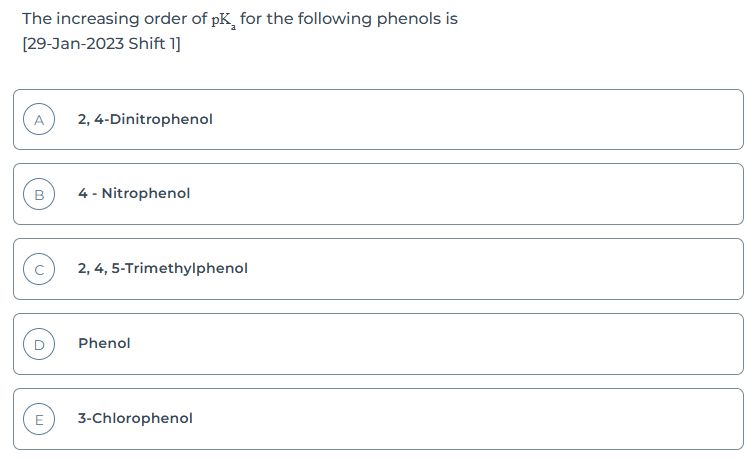 The increasing order of pKa for the following phenols is
[29-Jan-2023 Shift 1]
A 2, 4-Dinitrophenol
B 4 - Nitrophenol
C 2, 4, 5-Trimethylphenol
D Phenol
E 3-Chlorophenol